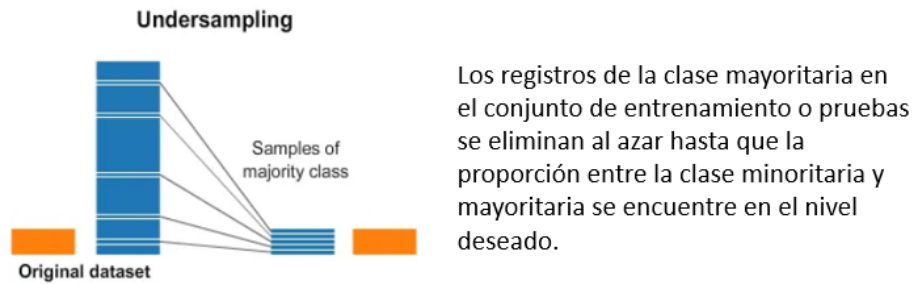 Undersampling
Samples of
majority class
Original dataset
Los registros de la clase mayoritaria en
el conjunto de entrenamiento o pruebas
se eliminan al azar hasta que la
proporción entre la clase minoritaria y
mayoritaria se encuentre en el nivel
deseado.